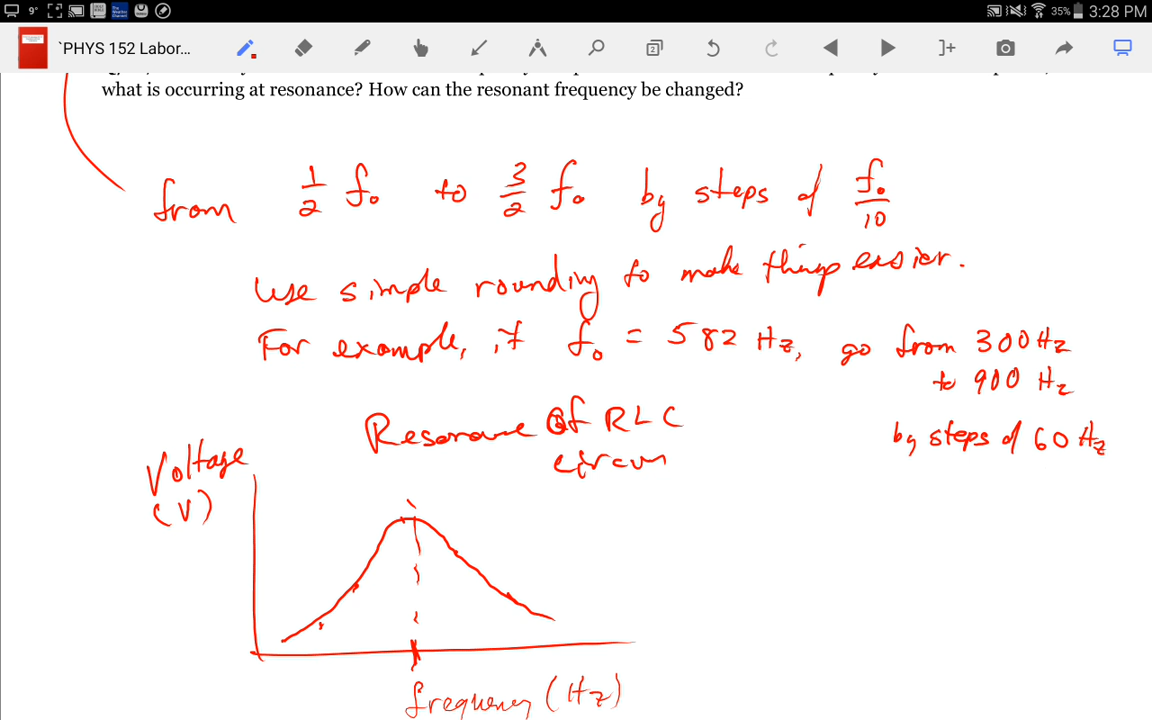 9° 35% 3:28 PM
`PHYS 152 Labor...
what is occurring at resonance? How can the resonant frequency be changed?
from 1/2 f₀ to 3/2 f₀ by steps of f₀/10
Use simple rounding to make things easier.
For example, if f₀ = 582 Hz, go from 300 Hz
to 900 Hz
by steps of 60 Hz
Resonance of RLC
Voltage
(V)
frequency (Hz)